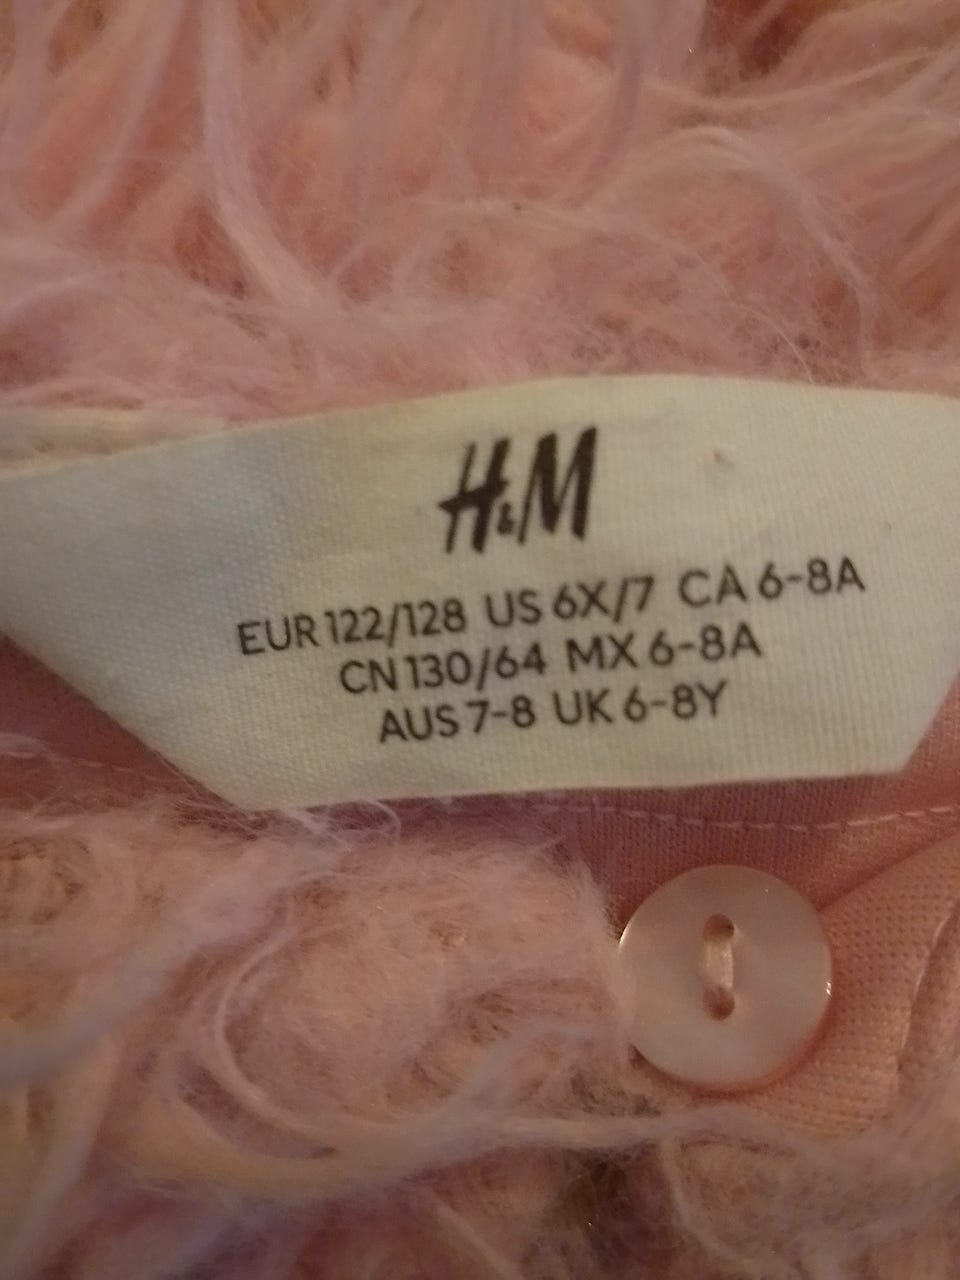 H&M
EUR 122/128 US 6X/7 CA 6-8A
CN 130/64 MX 6-8A
AUS 7-8 UK 6-8Y